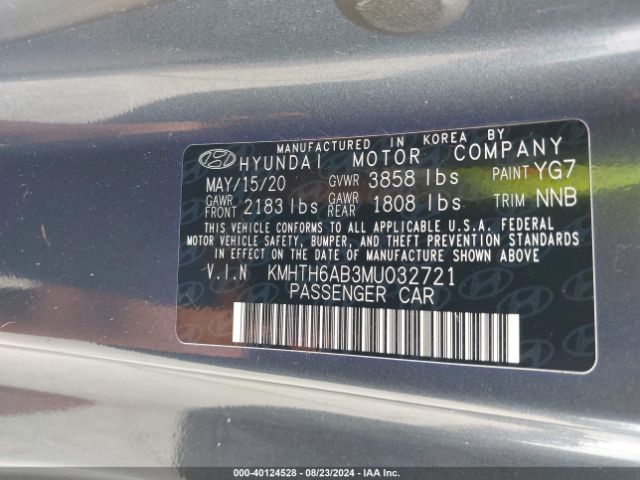 MANUFACTURED IN KOREA BY
HYUNDAI MOTOR COMPANY
MAY/15/20 GVWR 3858 lbs PAINT YG7
GAWR FRONT 2183 lbs GAWR REAR 1808 lbs TRIM NNB
THIS VEHICLE CONFORMS TO ALL APPLICABLE U.S.A. FEDERAL
MOTOR VEHICLE SAFETY, BUMPER, AND THEFT PREVENTION STANDARDS
IN EFFECT ON THE DATE OF MANUFACTURE SHOWN ABOVE
V.I.N KMHTH6AB3MU032721
PASSENGER CAR
000-40124528 - 08/23/2024 - IAA Inc.